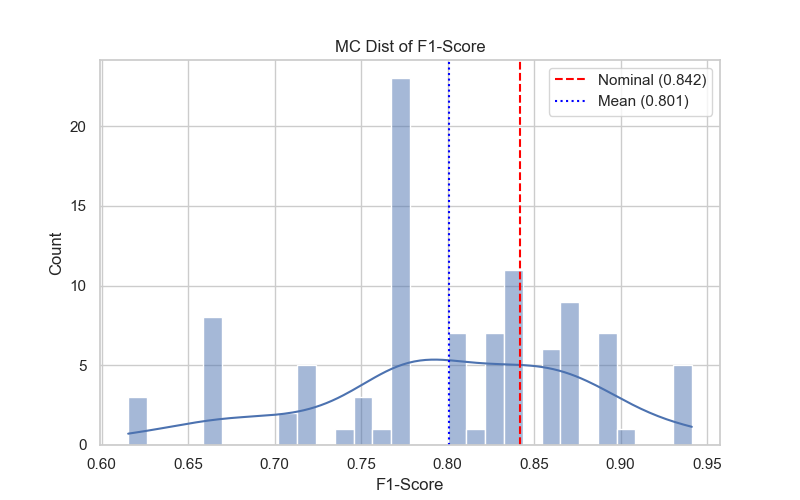 MC Dist of F1-Score
Nominal (0.842)
Mean (0.801)
Count
20
15
10
5
0
0.60 0.65 0.70 0.75 0.80 0.85 0.90 0.95
F1-Score